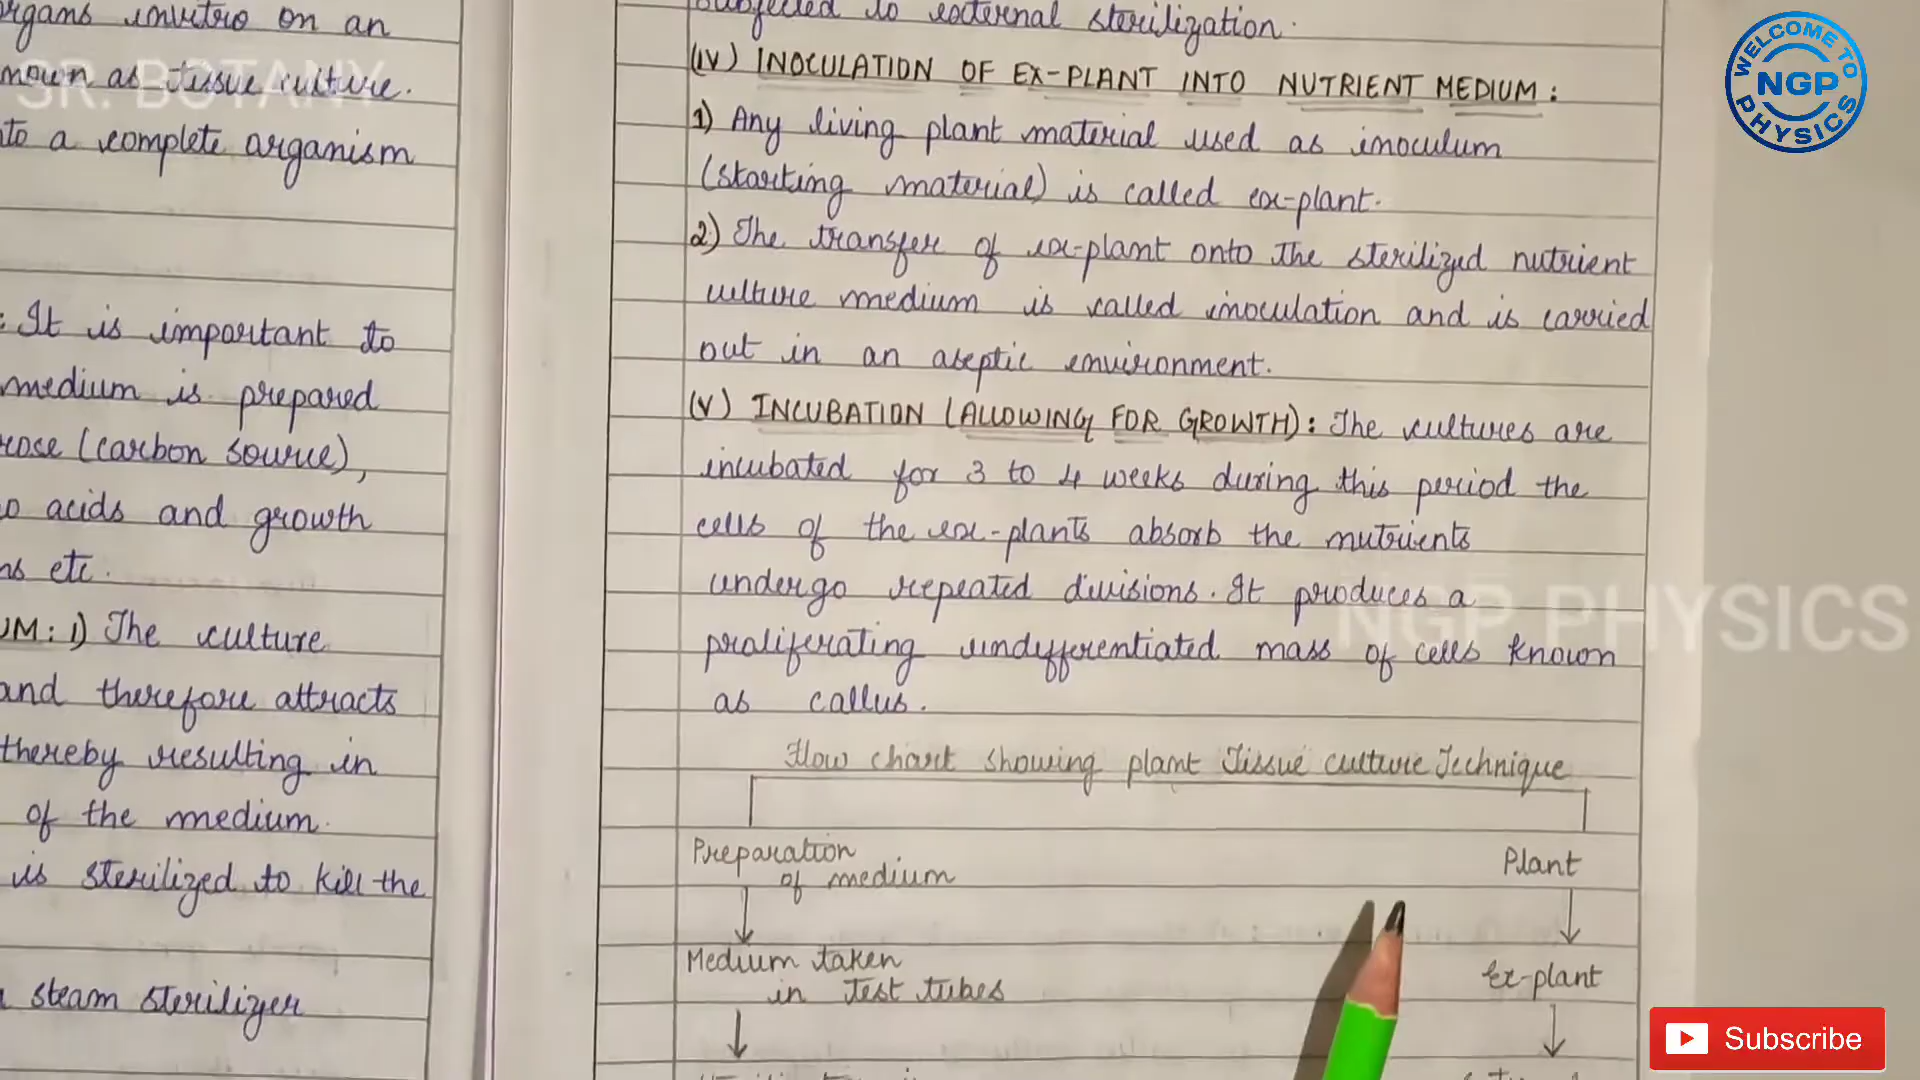 organs invitro on an
known as Tissue culture.
SR. BOTANY
to a complete organism
: It is important to
medium is prepared
(carbon source),
acids and growth
etc.
UM: 1) The culture
and therefore attracts
thereby resulting in
of the medium.
is sterilized to kill the
steam sterilizer
subjected to external sterilization.
(IV) INOCULATION OF EX-PLANT INTO NUTRIENT MEDIUM:
1) Any living plant material used as inoculum
(starting material) is called ex-plant.
2) The transfer of ex-plant onto the sterilized nutrient
culture medium is called inoculation and is carried
out in an aseptic environment.
(V) INCUBATION (ALLOWING FOR GROWTH): The cultures are
incubated for 3 to 4 weeks during this period the
cells of the ex-plants absorb the nutrients
undergo repeated divisions. It produces a
proliferating undifferentiated mass of cells known
as callus.
Flow chart showing plant Tissue culture Technique
Preparation
of medium
Plant
Medium taken
in test tubes
Ex-plant
WELCOME TO
NGP
PHYSICS
NGP PHYSICS
Subscribe